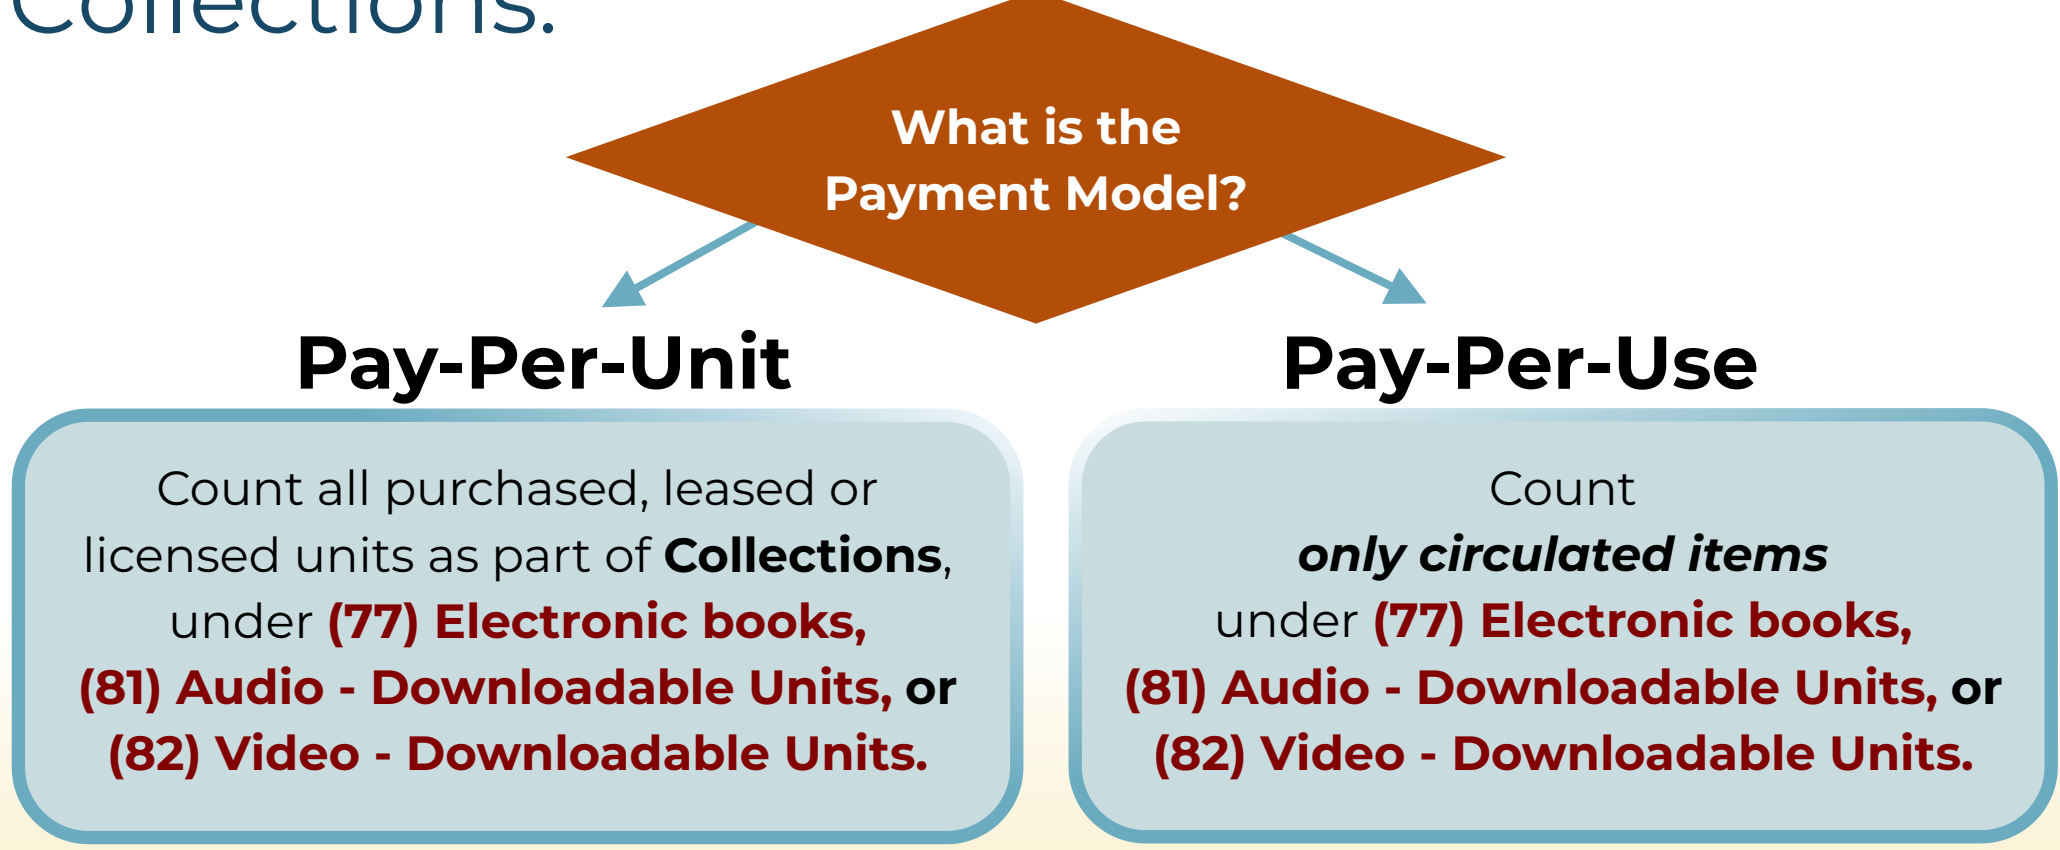 Collections.
What is the
Payment Model?
Pay-Per-Unit
Count all purchased, leased or
licensed units as part of Collections,
under (77) Electronic books,
(81) Audio - Downloadable Units, or
(82) Video - Downloadable Units.
Pay-Per-Use
Count
only circulated items
under (77) Electronic books,
(81) Audio - Downloadable Units, or
(82) Video - Downloadable Units.